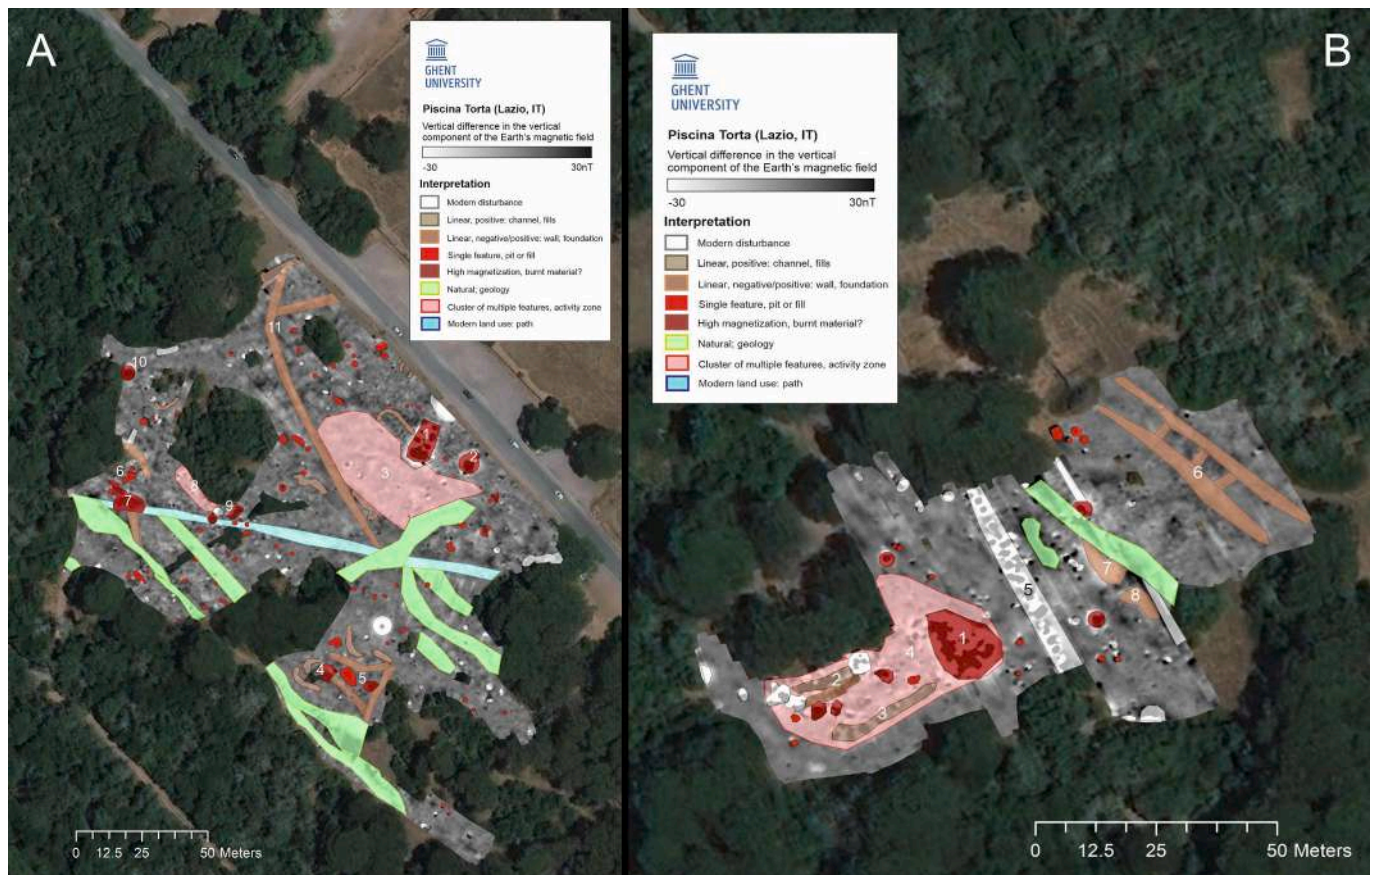 A
GHENT
UNIVERSITY
Piscina Torta (Lazio, IT)
Vertical difference in the vertical
component of the Earth's magnetic field
-30 30nT
Interpretation
Modern disturbance
Linear, positive: channel, fills
Linear, negative/positive: wall, foundation
Single feature, pit or fill
High magnetization, burnt material?
Natural; geology
Cluster of multiple features, activity zone
Modern land use: path
11
10
1
2
3
6
8
7
9
4
5
0 12.5 25 50 Meters
B
GHENT
UNIVERSITY
Piscina Torta (Lazio, IT)
Vertical difference in the vertical
component of the Earth's magnetic field
-30 30nT
Interpretation
Modern disturbance
Linear, positive: channel, fills
Linear, negative/positive: wall, foundation
Single feature, pit or fill
High magnetization, burnt material?
Natural; geology
Cluster of multiple features, activity zone
Modern land use: path
6
7
5
8
1
4
2
3
0 12.5 25 50 Meters